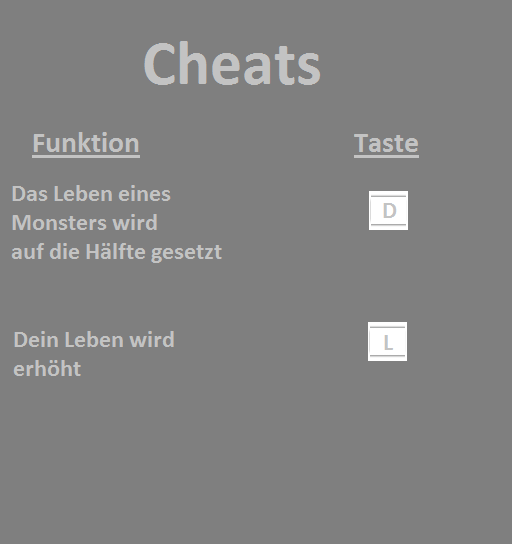 Cheats
Funktion Taste
Das Leben eines
Monsters wird
auf die Hälfte gesetzt
D
Dein Leben wird
erhöht
L